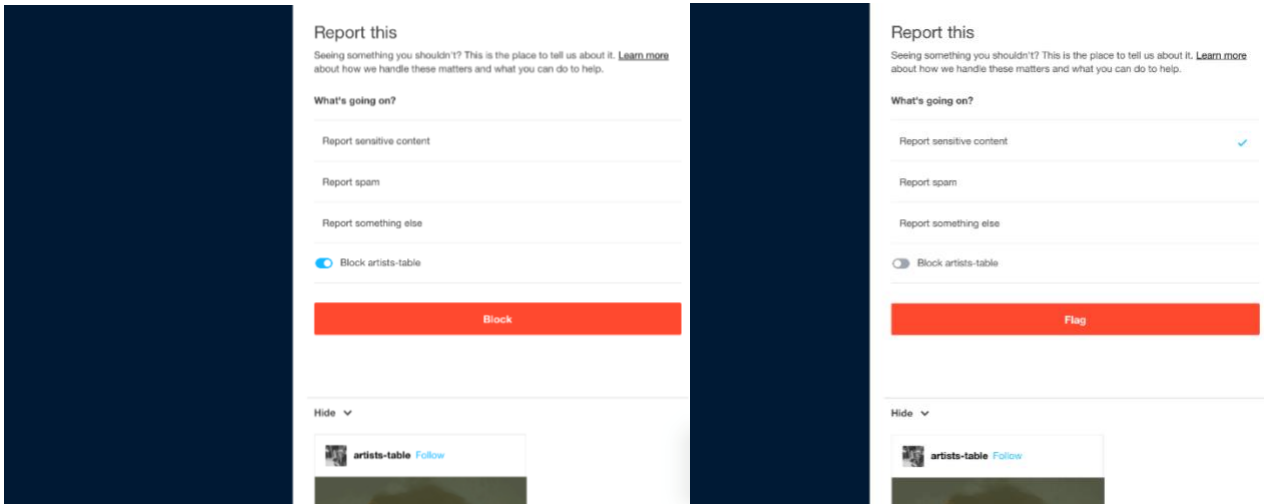 Report this
Seeing something you shouldn't? This is the place to tell us about it. Learn more
about how we handle these matters and what you can do to help.
What's going on?
Report sensitive content
Report spam
Report something else
Block artists-table
Block
Hide
artists-table Follow
Report this
Seeing something you shouldn't? This is the place to tell us about it. Learn more
about how we handle these matters and what you can do to help.
What's going on?
Report sensitive content
Report spam
Report something else
Block artists-table
Flag
Hide
artists-table Follow